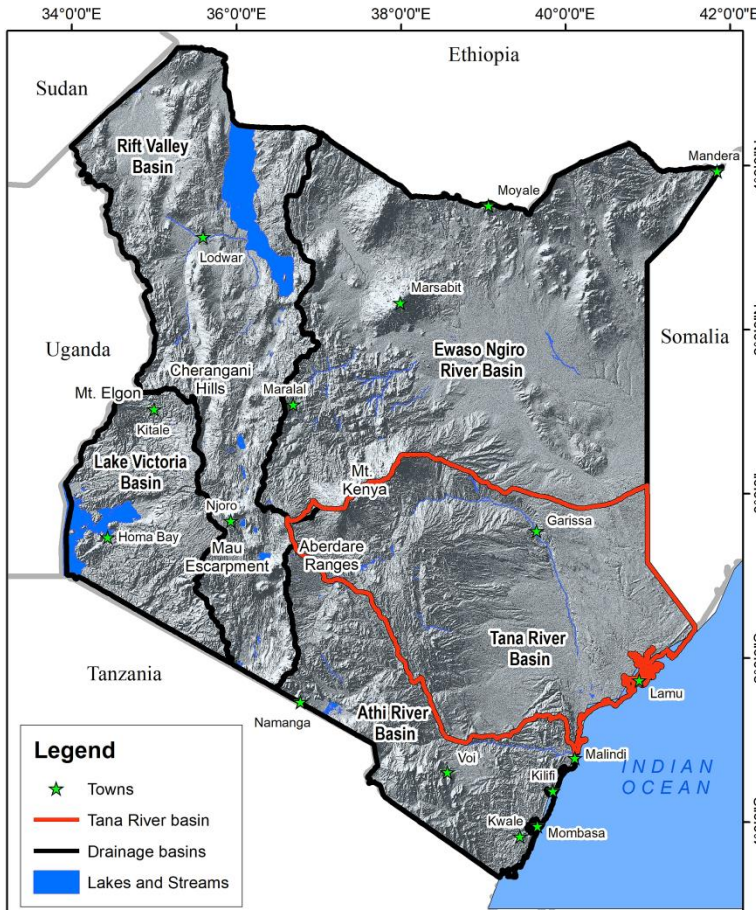 34°0'0"E
36°0'0"E
38°0'0"E
40°0'0"E
42°0'0"E
Ethiopia
Sudan
Rift Valley
Basin
Mandera
Moyale
Lodwar
Marsabit
Uganda
Somalia
Ewaso Ngiro
River Basin
Cherangani
Hills
Maralal
Mt. Elgon
Kitale
Lake Victoria
Basin
Mt.
Kenya
Njoro
Garissa
Homa Bay
Mau
Escarpment
Aberdare
Ranges
Tana River
Basin
Tanzania
Lamu
Namanga
Athi River
Basin
Voi
Malindi
Kilifi
INDIAN
OCEAN
Kwale
Mombasa
Legend
Towns
Tana River basin
Drainage basins
Lakes and Streams